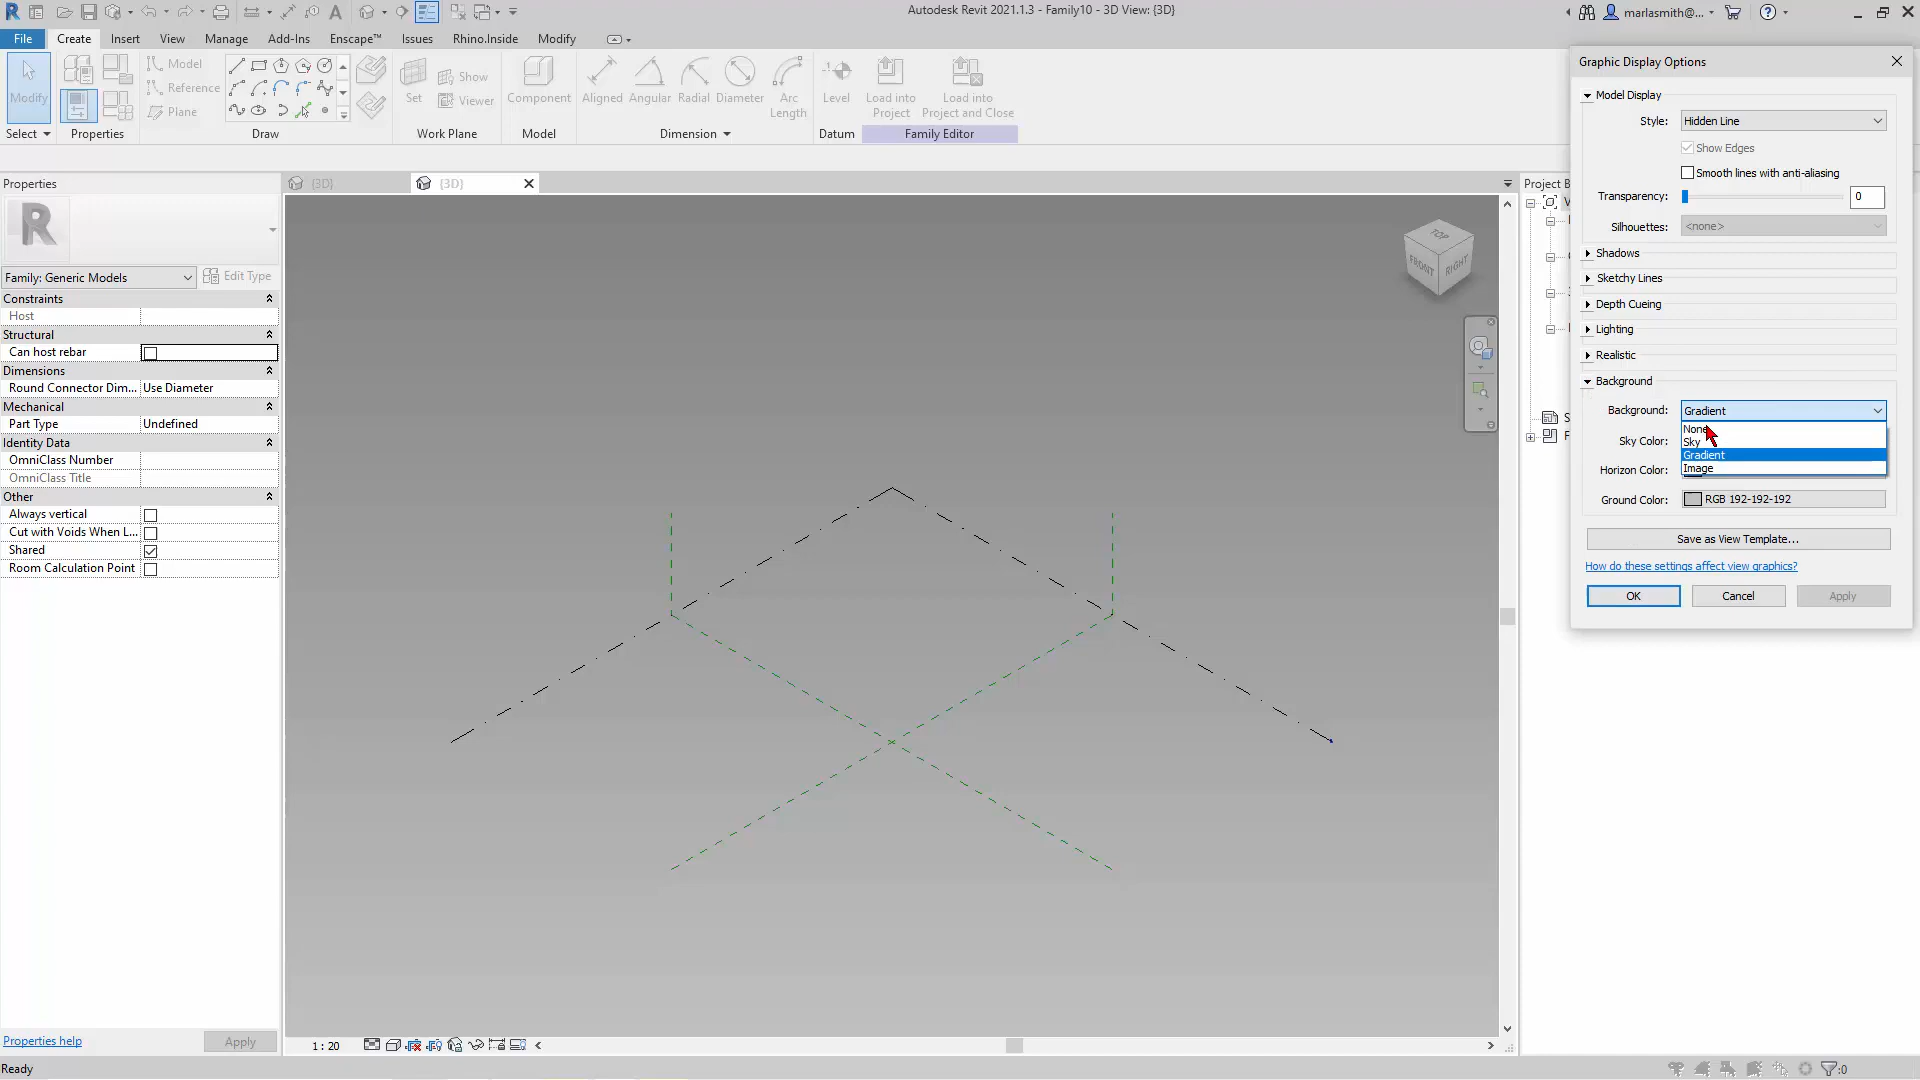 Autodesk Revit 2021.1.3 - Family10 - 3D View: {3D}
marlasmith@...
File
Create
Insert
View
Manage
Add-Ins
Enscape™
Issues
Rhino.Inside
Modify
Modify
Select
Properties
Model
Reference
Plane
Draw
Set
Show
Viewer
Work Plane
Component
Model
Aligned
Angular
Radial
Diameter
Arc
Length
Dimension
Level
Datum
Load into
Project
Load into
Project and Close
Family Editor
Properties
R
Family: Generic Models
Edit Type
Constraints
Host
Structural
Can host rebar
Dimensions
Round Connector Dim... Use Diameter
Mechanical
Part Type Undefined
Identity Data
OmniClass Number
OmniClass Title
Other
Always vertical
Cut with Voids When L...
Shared
Room Calculation Point
Properties help
Apply
{3D}
{3D}
TOP
FRONT
RIGHT
1 : 20
Project B
Graphic Display Options
Model Display
Style: Hidden Line
Show Edges
Smooth lines with anti-aliasing
Transparency: 0
Silhouettes: <none>
Shadows
Sketchy Lines
Depth Cueing
Lighting
Realistic
Background
Background: Gradient
None
Sky Color:
Sky
Gradient
Horizon Color:
Image
Ground Color: RGB 192-192-192
Save as View Template...
How do these settings affect view graphics?
OK
Cancel
Apply
Ready
:0